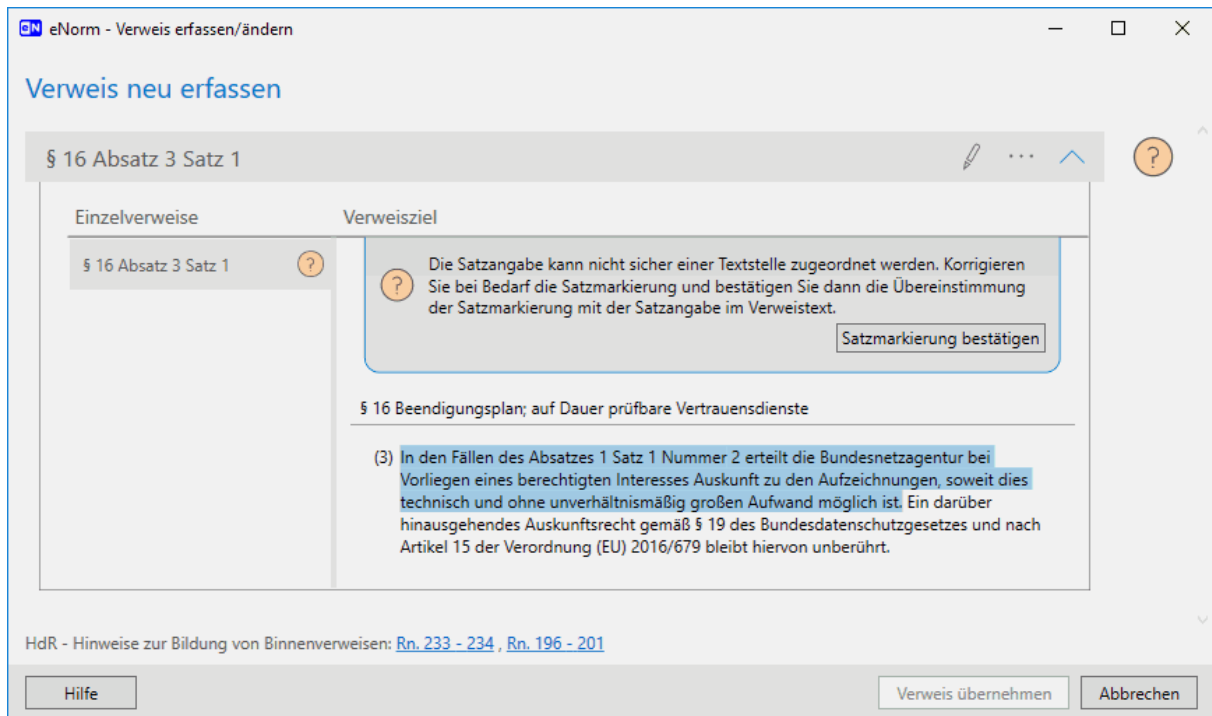 eN eNorm - Verweis erfassen/ändern
Verweis neu erfassen
§ 16 Absatz 3 Satz 1
?
Einzelverweise
Verweisziel
§ 16 Absatz 3 Satz 1
?
?
Die Satzangabe kann nicht sicher einer Textstelle zugeordnet werden. Korrigieren
Sie bei Bedarf die Satzmarkierung und bestätigen Sie dann die Übereinstimmung
der Satzmarkierung mit der Satzangabe im Verweistext.
Satzmarkierung bestätigen
§ 16 Beendigungsplan; auf Dauer prüfbare Vertrauensdienste
(3) In den Fällen des Absatzes 1 Satz 1 Nummer 2 erteilt die Bundesnetzagentur bei
Vorliegen eines berechtigten Interesses Auskunft zu den Aufzeichnungen, soweit dies
technisch und ohne unverhältnismäßig großen Aufwand möglich ist. Ein darüber
hinausgehendes Auskunftsrecht gemäß § 19 des Bundesdatenschutzgesetzes und nach
Artikel 15 der Verordnung (EU) 2016/679 bleibt hiervon unberührt.
HdR - Hinweise zur Bildung von Binnenverweisen: Rn. 233 - 234 , Rn. 196 - 201
Hilfe
Verweis übernehmen
Abbrechen